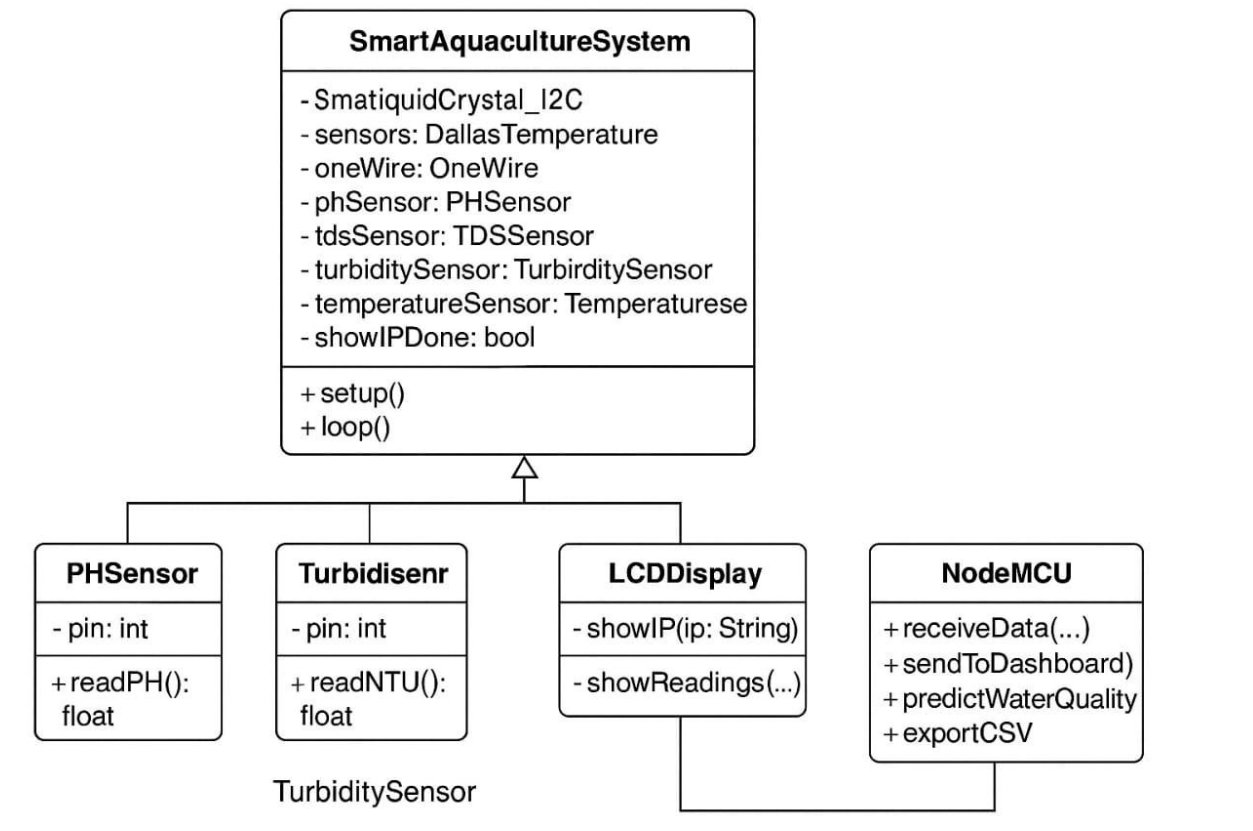 SmartAquacultureSystem
- SmatiquidCrystal_I2C
- sensors: DallasTemperature
- oneWire: OneWire
- phSensor: PHSensor
- tdsSensor: TDSSensor
- turbiditySensor: TurbirditySensor
- temperatureSensor: Temperaturese
- showIPDone: bool
+ setup()
+ loop()
PHSensor
- pin: int
+ readPH():
float
Turbidisenr
- pin: int
+ readNTU():
float
TurbiditySensor
LCDDisplay
- showIP(ip: String)
- showReadings(...)
NodeMCU
+ receiveData(...)
+ sendToDashboard)
+ predictWaterQuality
+ exportCSV